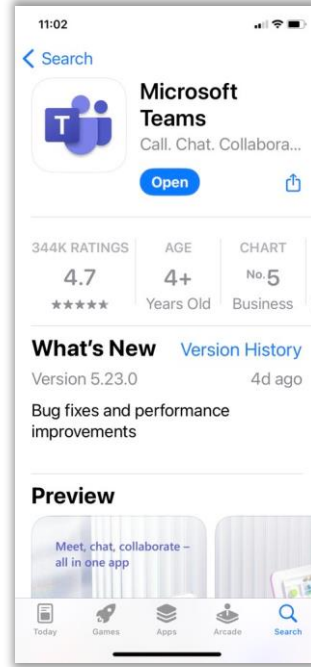 11:02
Search
T
Microsoft
Teams
Call. Chat. Collabora...
Open
344K RATINGS
4.7
AGE
4+
Years Old
CHART
No.5
Business
What's New
Version History
Version 5.23.0
4d ago
Bug fixes and performance
improvements
Preview
Meet, chat, collaborate –
all in one app
Today
Games
Apps
Arcade
Search